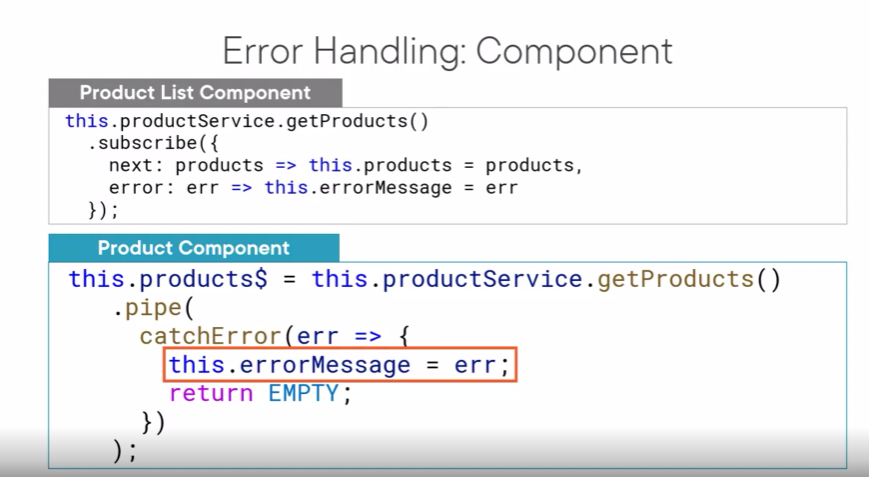 Error Handling: Component
Product List Component
this.productService.getProducts()
.subscribe({
next: products => this.products = products,
error: err => this.errorMessage = err
});
Product Component
this.products$ = this.productService.getProducts()
.pipe(
catchError(err => {
this.errorMessage = err;
return EMPTY;
})
);